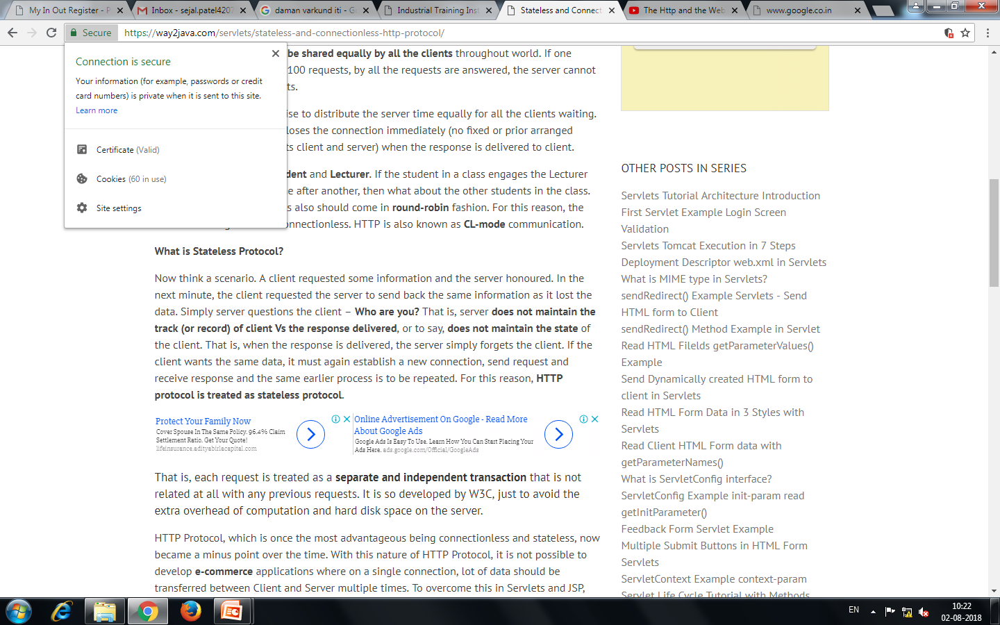 My In Out Register - P
Inbox - sejal.patel4207
daman varkund iti - G
Industrial Training Inst
Stateless and Connect
The Http and the Web
www.google.co.in
Secure
https://way2java.com/servlets/stateless-and-connectionless-http-protocol/
Connection is secure
Your information (for example, passwords or credit
card numbers) is private when it is sent to this site.
Learn more
Certificate (Valid)
Cookies (60 in use)
Site settings
be shared equally by all the clients throughout world. If one
100 requests, by all the requests are answered, the server cannot
ts.
ise to distribute the server time equally for all the clients waiting.
loses the connection immediately (no fixed or prior arranged
ts client and server) when the response is delivered to client.
dent and Lecturer. If the student in a class engages the Lecturer
e after another, then what about the other students in the class.
s also should come in round-robin fashion. For this reason, the
onnectionless. HTTP is also known as CL-mode communication.
What is Stateless Protocol?
Now think a scenario. A client requested some information and the server honoured. In the
next minute, the client requested the server to send back the same information as it lost the
data. Simply server questions the client – Who are you? That is, server does not maintain the
track (or record) of client Vs the response delivered, or to say, does not maintain the state of
the client. That is, when the response is delivered, the server simply forgets the client. If the
client wants the same data, it must again establish a new connection, send request and
receive response and the same earlier process is to be repeated. For this reason, HTTP
protocol is treated as stateless protocol.
Protect Your Family Now
Cover Spouse In The Same Policy. 96.4% Claim
Settlement Ratio. Get Your Quote!
lifeinsurance.adityabirlacapital.com
Online Advertisement On Google - Read More
About Google Ads
Google Ads Is Easy To Use. Learn How You Can Start Placing Your
Ads Here. ads.google.com/Official/GoogleAds
That is, each request is treated as a separate and independent transaction that is not
related at all with any previous requests. It is so developed by W3C, just to avoid the
extra overhead of computation and hard disk space on the server.
HTTP Protocol, which is once the most advantageous being connectionless and stateless, now
became a minus point over the time. With this nature of HTTP Protocol, it is not possible to
develop e-commerce applications where on a single connection, lot of data should be
transferred between Client and Server multiple times. To overcome this in Servlets and JSP,
OTHER POSTS IN SERIES
Servlets Tutorial Architecture Introduction
First Servlet Example Login Screen
Validation
Servlets Tomcat Execution in 7 Steps
Deployment Descriptor web.xml in Servlets
What is MIME type in Servlets?
sendRedirect() Example Servlets - Send
HTML form to Client
sendRedirect() Method Example in Servlet
Read HTML Filelds getParameterValues()
Example
Send Dynamically created HTML form to
client in Servlets
Read HTML Form Data in 3 Styles with
Servlets
Read Client HTML Form data with
getParameterNames()
What is ServletConfig interface?
ServletConfig Example init-param read
getInitParameter()
Feedback Form Servlet Example
Multiple Submit Buttons in HTML Form
Servlets
ServletContext Example context-param
Servlet Life Cycle Tutorial with Methods
EN
10:22
02-08-2018